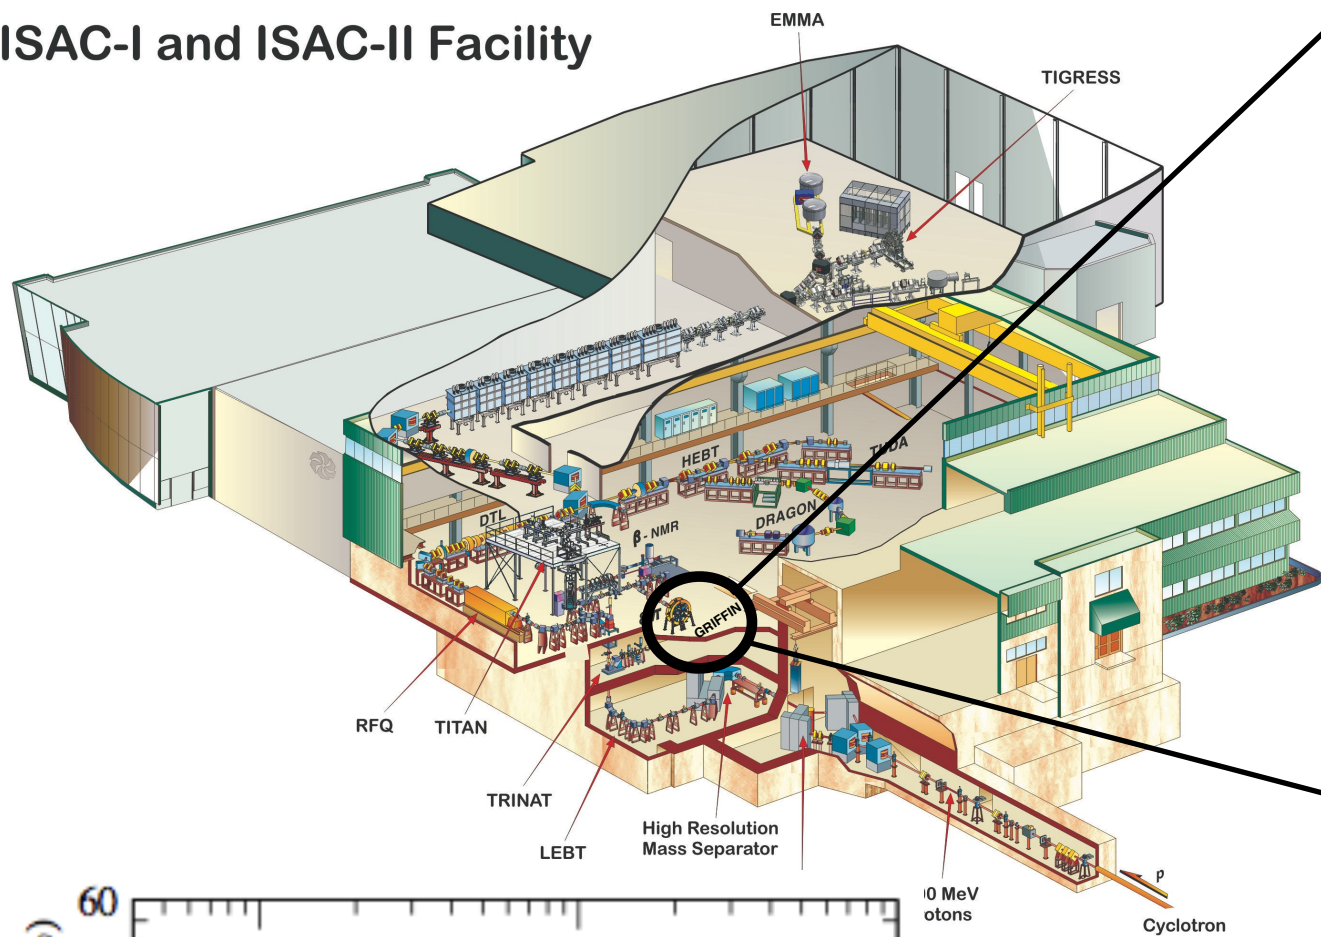 ISAC-I and ISAC-II Facility
EMMA
TIGRESS
HEBT
TUDA
DTL
β - NMR
DRAGON
GRIFFIN
RFQ
TITAN
TRINAT
LEBT
High Resolution
Mass Separator
0 MeV
otons
p
Cyclotron
60